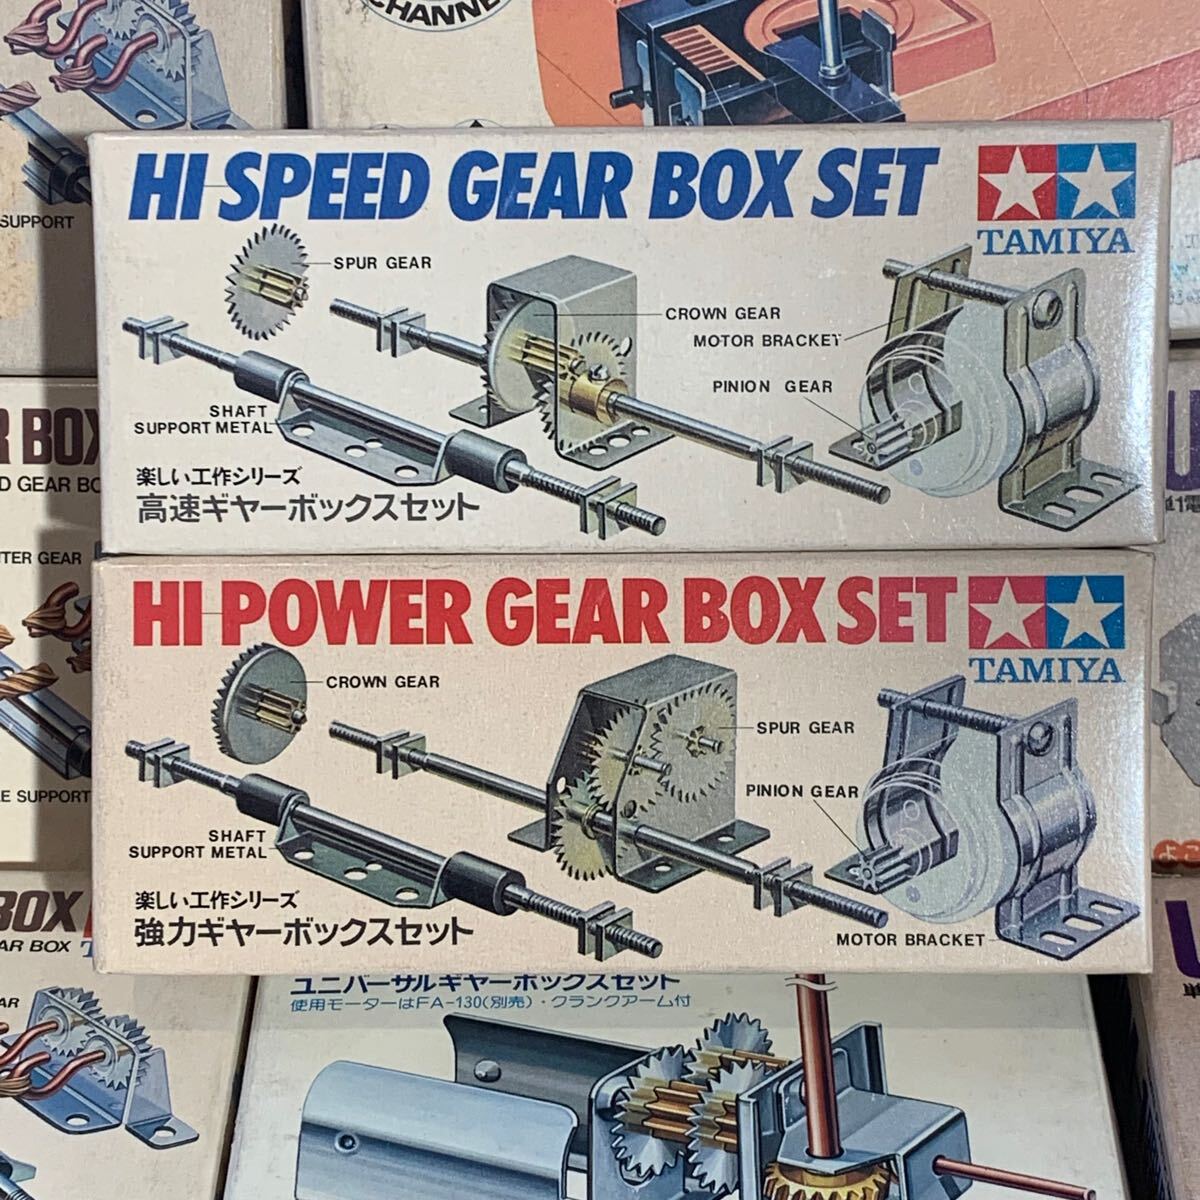 CHANNE
SUPPORT
HI-SPEED GEAR BOX SET
TAMIYA
SPUR GEAR
CROWN GEAR
MOTOR BRACKET
PINION GEAR
SHAFT
SUPPORT METAL
楽しい工作シリーズ
高速ギヤーボックスセット
R BOX
D GEAR BO
TER GEAR
LE SUPPORT
HI-POWER GEAR BOX SET
TAMIYA
CROWN GEAR
SPUR GEAR
PINION GEAR
SHAFT
SUPPORT METAL
MOTOR BRACKET
楽しい工作シリーズ
強力ギヤーボックスセット
BOX
AR BOX
AR
ユニバーサルギヤーボックスセット
使用モーターはFA-130(別売)・クランクアーム付